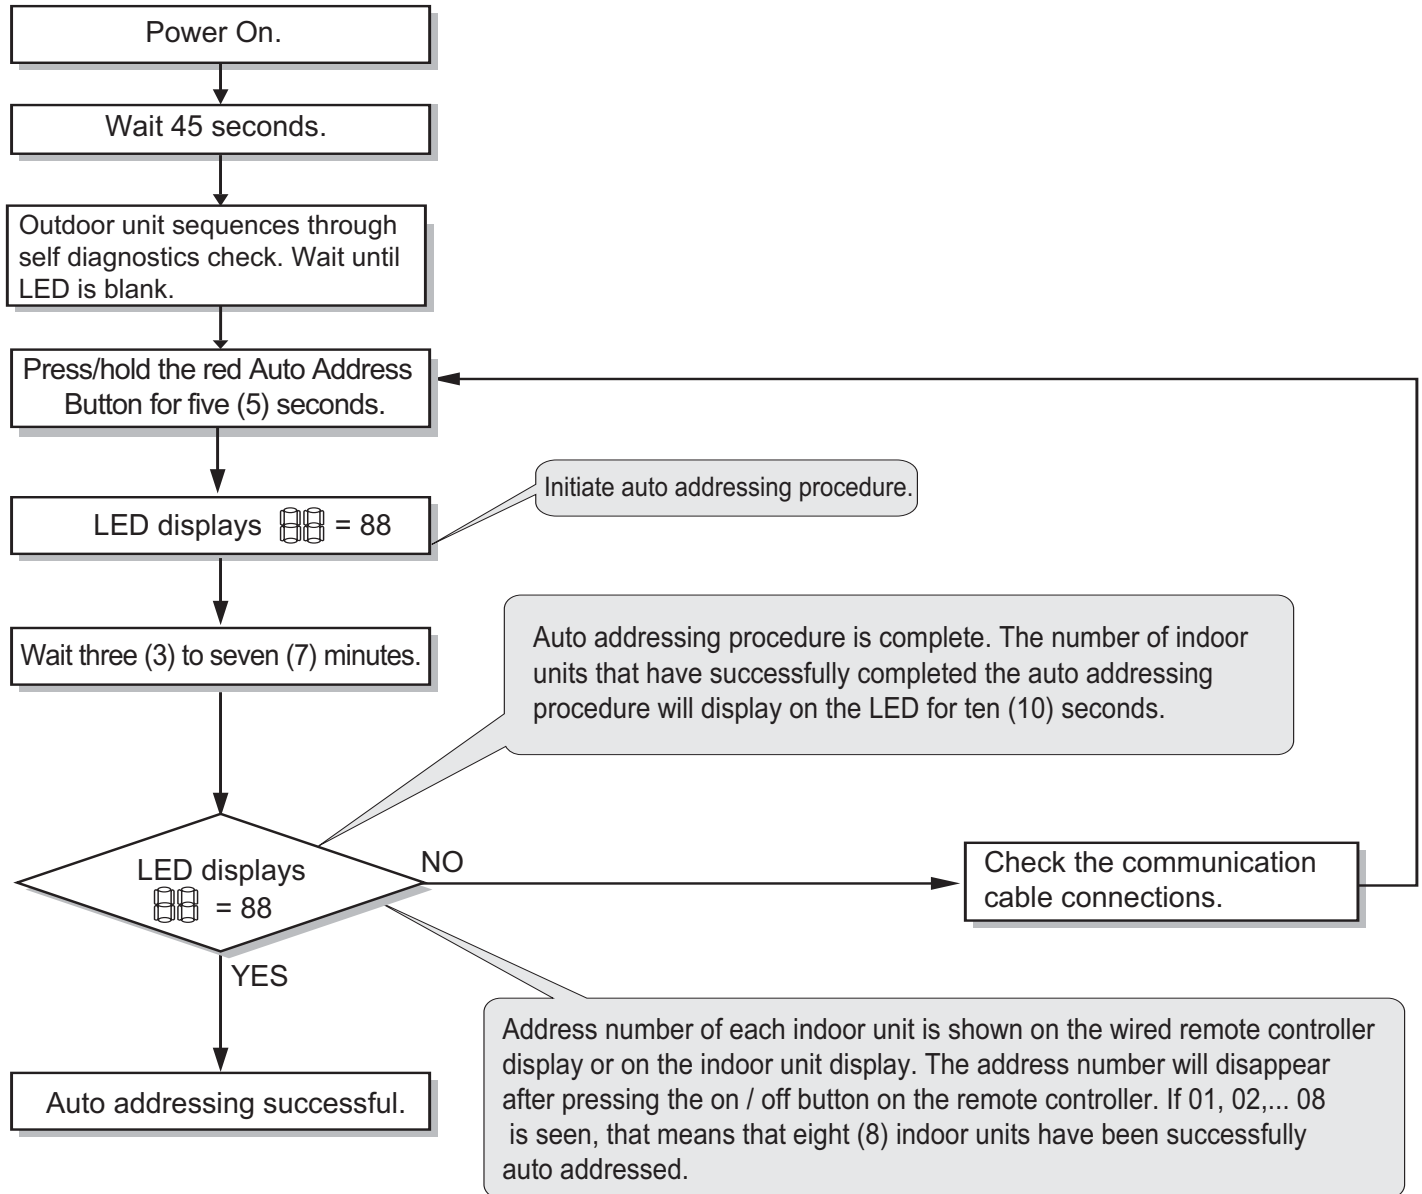 Power On.
Wait 45 seconds.
Outdoor unit sequences through
self diagnostics check. Wait until
LED is blank.
Press/hold the red Auto Address
Button for five (5) seconds.
Initiate auto addressing procedure.
LED displays 88 = 88
Wait three (3) to seven (7) minutes.
Auto addressing procedure is complete. The number of indoor
units that have successfully completed the auto addressing
procedure will display on the LED for ten (10) seconds.
LED displays
88 = 88
NO
Check the communication
cable connections.
YES
Address number of each indoor unit is shown on the wired remote controller
display or on the indoor unit display. The address number will disappear
after pressing the on / off button on the remote controller. If 01, 02,... 08
is seen, that means that eight (8) indoor units have been successfully
auto addressed.
Auto addressing successful.